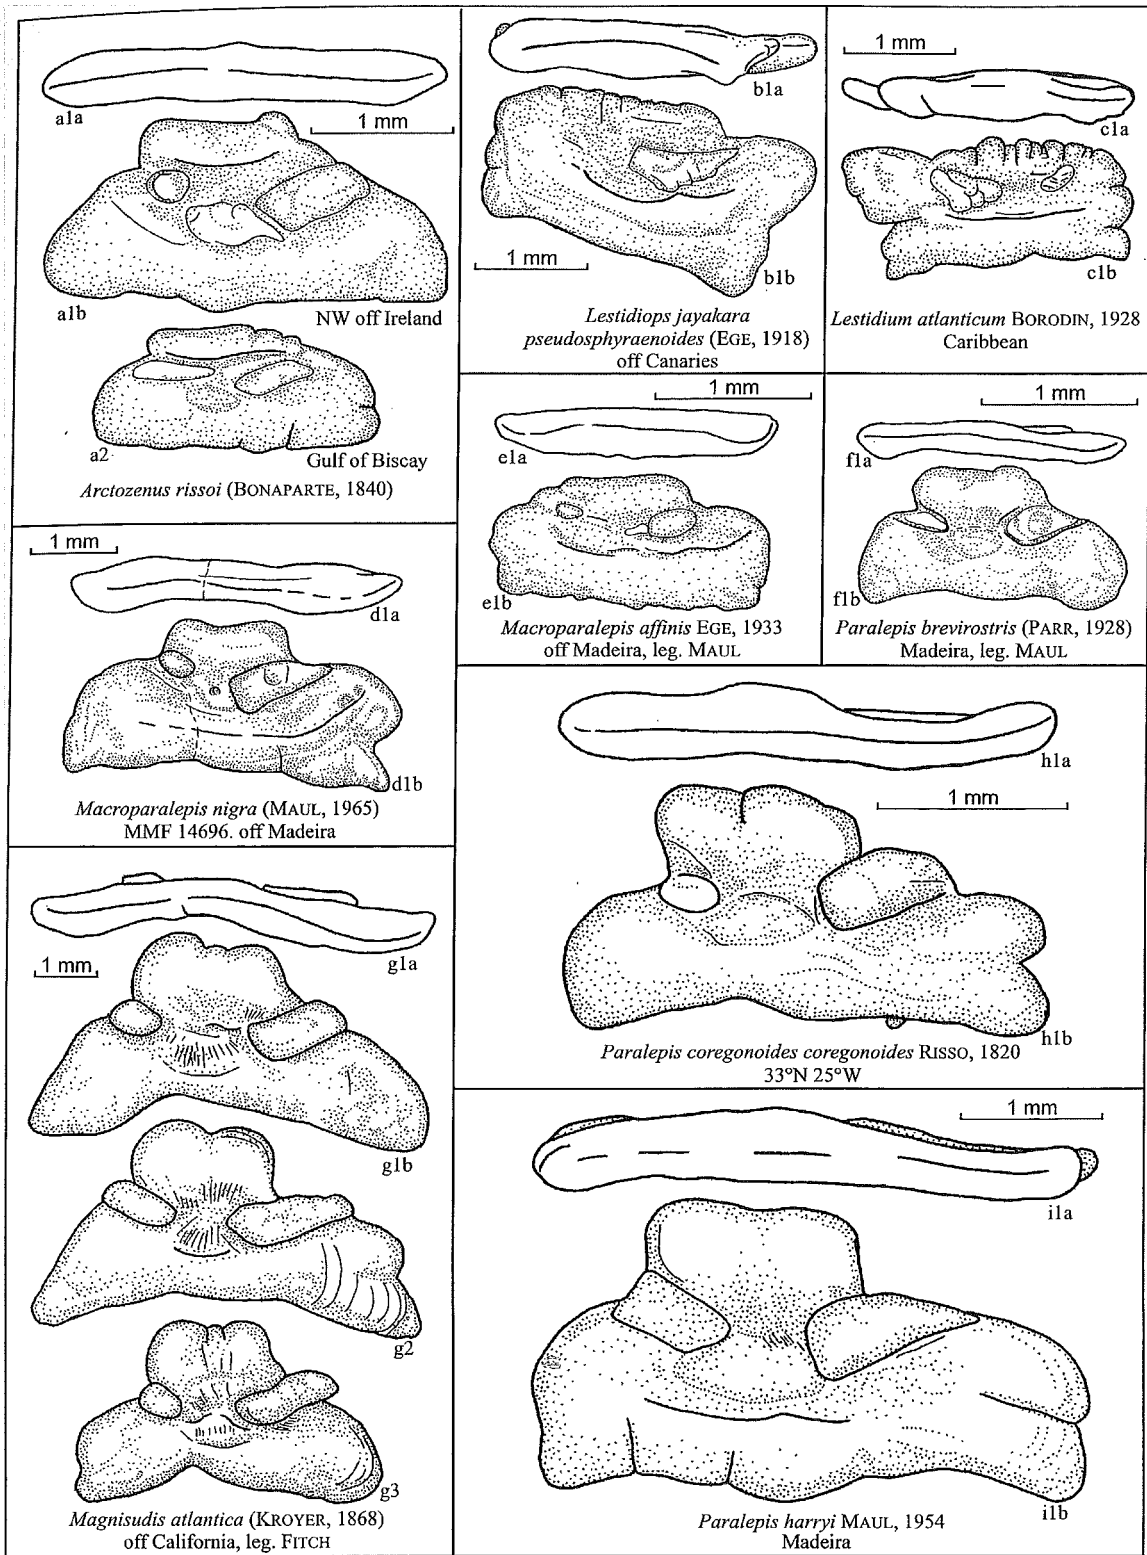 a1a
1 mm
a1b
NW off Ireland
a2
Gulf of Biscay
Arctozenus rissoi (BONAPARTE, 1840)
b1a
1 mm
b1b
Lestidiops jayakara
pseudosphyraenoides (EGE, 1918)
off Canaries
1 mm
c1a
c1b
Lestidium atlanticum BORODIN, 1928
Caribbean
1 mm
d1a
d1b
Macroparalepis nigra (MAUL, 1965)
MMF 14696. off Madeira
1 mm
e1a
e1b
Macroparalepis affinis EGE, 1933
off Madeira, leg. MAUL
1 mm
f1a
f1b
Paralepis brevirostris (PARR, 1928)
Madeira, leg. MAUL
g1a
1 mm
g1b
g2
g3
Magnisudis atlantica (KROYER, 1868)
off California, leg. FITCH
h1a
1 mm
h1b
Paralepis coregonoides coregonoides RISSO, 1820
33°N 25°W
1 mm
i1a
i1b
Paralepis harryi MAUL, 1954
Madeira